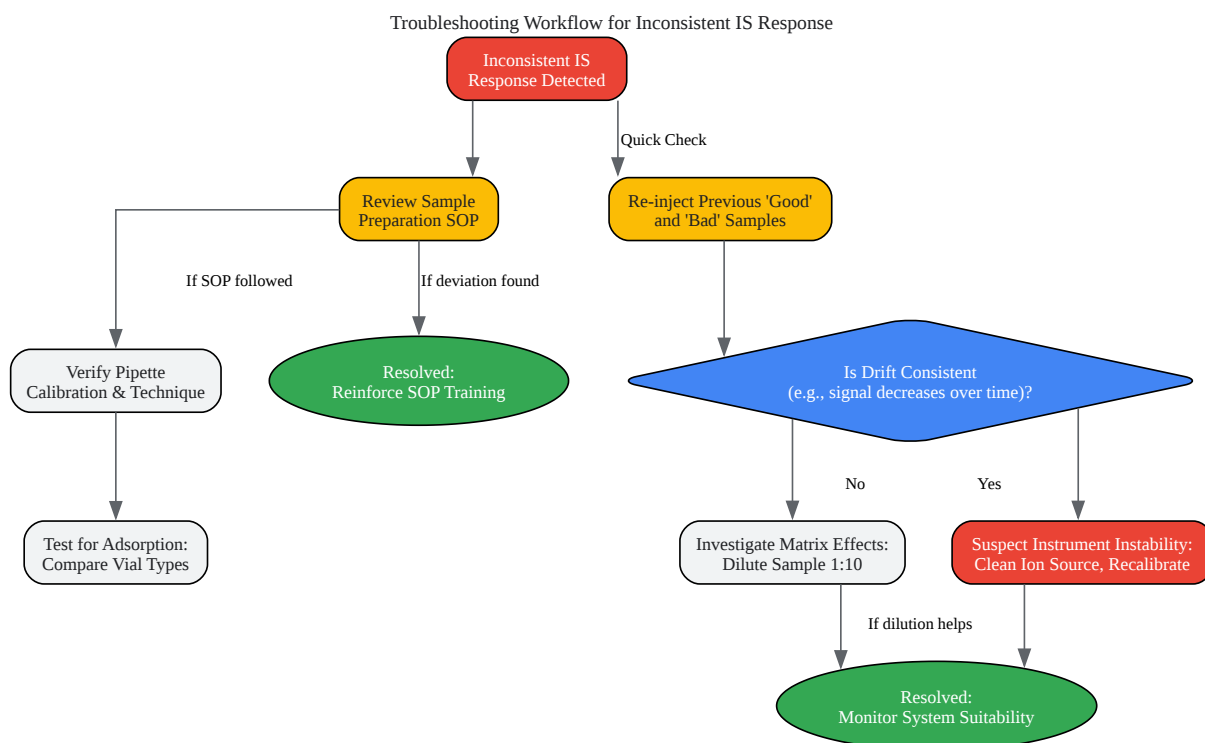 Troubleshooting Workflow for Inconsistent IS Response
Inconsistent IS
Response Detected
Quick Check
Review Sample
Preparation SOP
Re-inject Previous 'Good'
and 'Bad' Samples
If SOP followed
If deviation found
Verify Pipette
Calibration & Technique
Resolved:
Reinforce SOP Training
Is Drift Consistent
(e.g., signal decreases over time)?
No
Yes
Test for Adsorption:
Compare Vial Types
Investigate Matrix Effects:
Dilute Sample 1:10
Suspect Instrument Instability:
Clean Ion Source, Recalibrate
If dilution helps
Resolved:
Monitor System Suitability